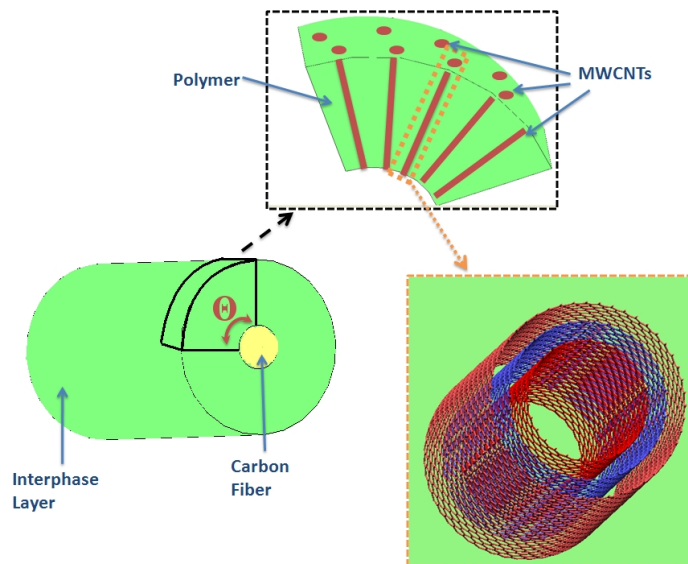 Polymer
MWCNTs
Θ
Interphase
Layer
Carbon
Fiber